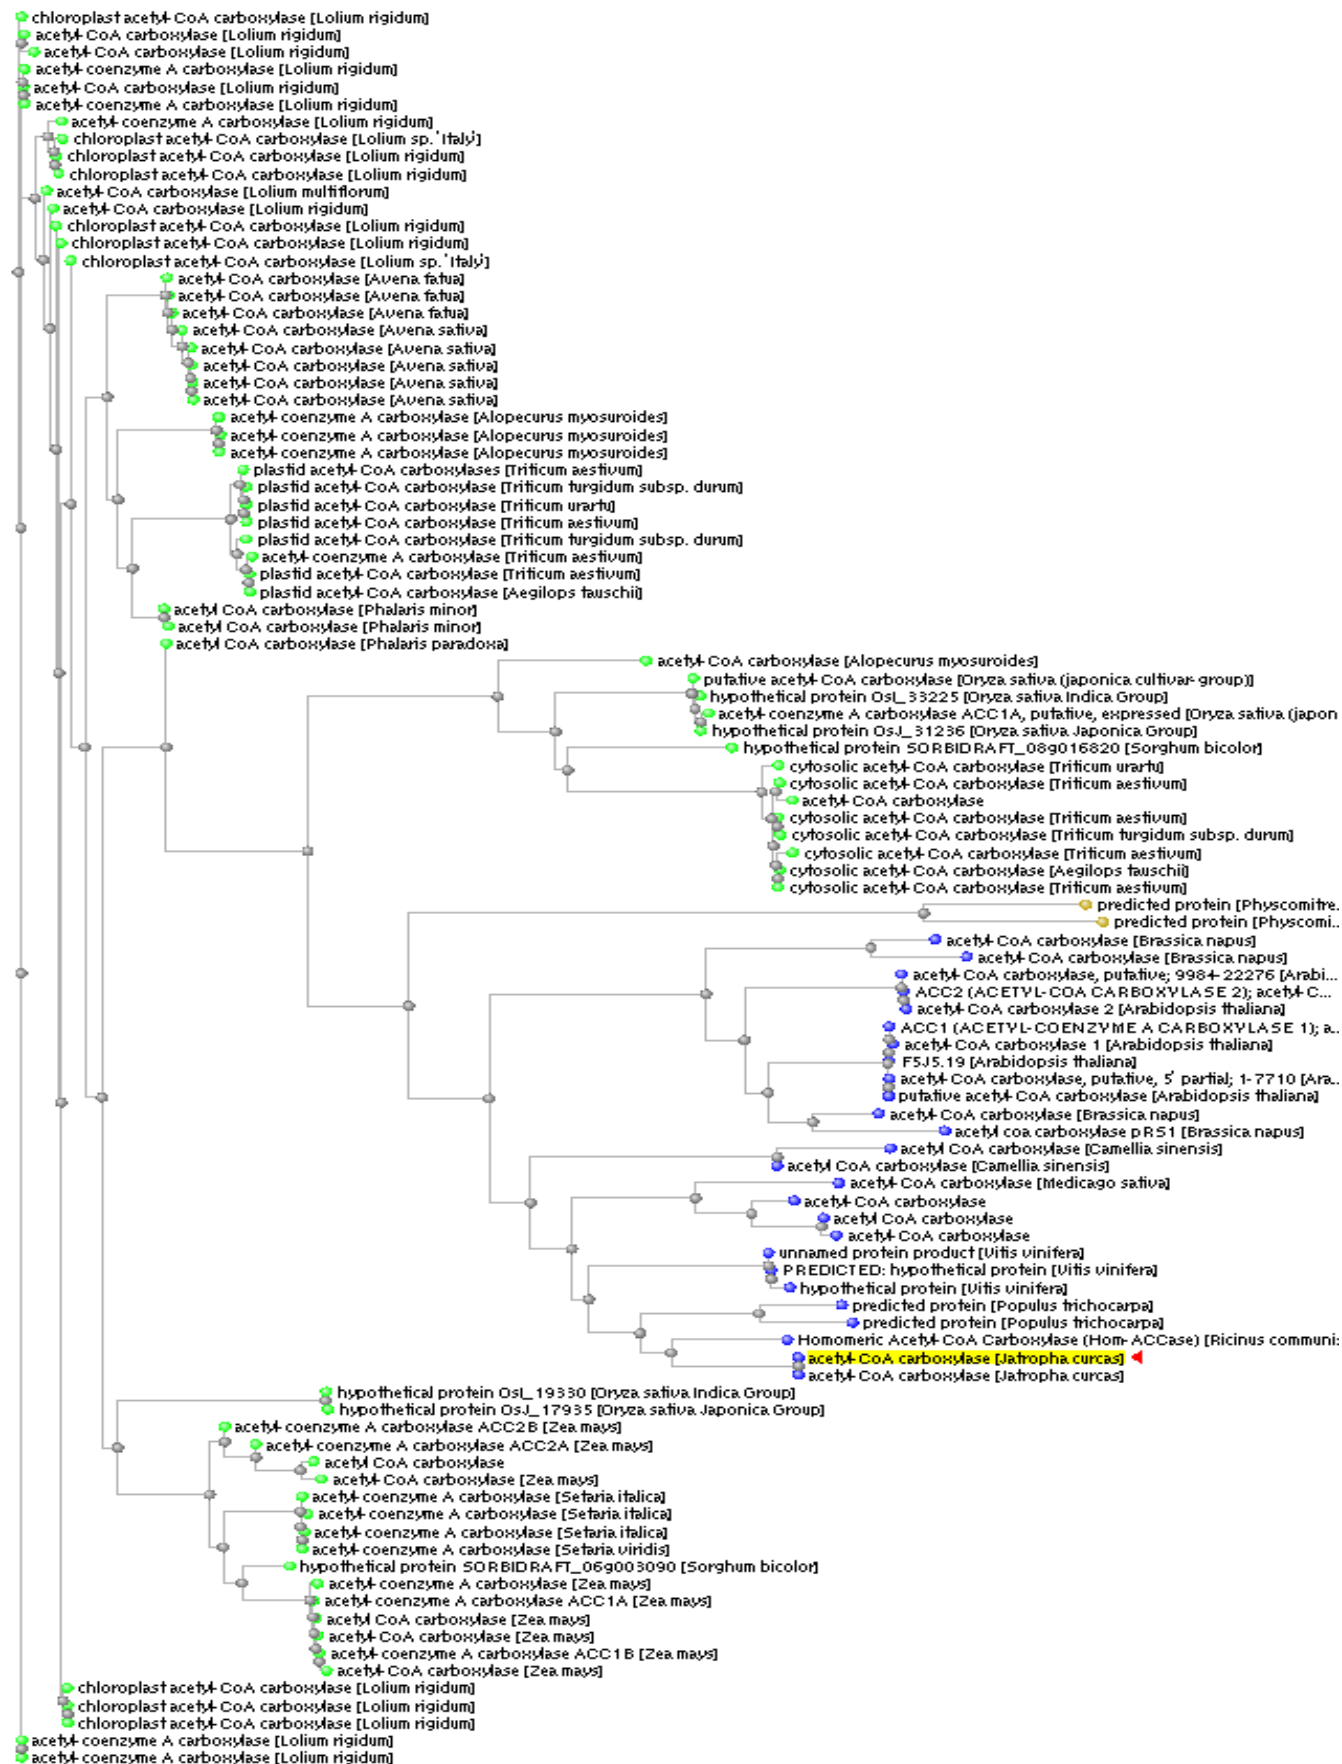 chloroplast acetyl-CoA carboxylase [Lolium rigidum]
acetyl-CoA carboxylase [Lolium rigidum]
acetyl-CoA carboxylase [Lolium rigidum]
acetyl-coenzyme A carboxylase [Lolium rigidum]
acetyl-CoA carboxylase [Lolium rigidum]
acetyl-coenzyme A carboxylase [Lolium rigidum]
acetyl-coenzyme A carboxylase [Lolium rigidum]
chloroplast acetyl-CoA carboxylase [Lolium sp. 'Italy']
chloroplast acetyl-CoA carboxylase [Lolium rigidum]
chloroplast acetyl-CoA carboxylase [Lolium rigidum]
acetyl-CoA carboxylase [Lolium multiflorum]
acetyl-CoA carboxylase [Lolium rigidum]
chloroplast acetyl-CoA carboxylase [Lolium rigidum]
chloroplast acetyl-CoA carboxylase [Lolium rigidum]
chloroplast acetyl-CoA carboxylase [Lolium sp. 'Italy']
acetyl-CoA carboxylase [Avena fatua]
acetyl-CoA carboxylase [Avena fatua]
acetyl-CoA carboxylase [Avena fatua]
acetyl-CoA carboxylase [Avena sativa]
acetyl-CoA carboxylase [Avena sativa]
acetyl-CoA carboxylase [Avena sativa]
acetyl-CoA carboxylase [Avena sativa]
acetyl-CoA carboxylase [Avena sativa]
acetyl-coenzyme A carboxylase [Alopecurus myosuroides]
acetyl-coenzyme A carboxylase [Alopecurus myosuroides]
acetyl-coenzyme A carboxylase [Alopecurus myosuroides]
plastid acetyl-CoA carboxylases [Triticum aestivum]
plastid acetyl-CoA carboxylase [Triticum turgidum subsp. durum]
plastid acetyl-CoA carboxylase [Triticum urartu]
plastid acetyl-CoA carboxylase [Triticum aestivum]
plastid acetyl-CoA carboxylase [Triticum turgidum subsp. durum]
acetyl-coenzyme A carboxylase [Triticum aestivum]
plastid acetyl-CoA carboxylase [Triticum aestivum]
plastid acetyl-CoA carboxylase [Aegilops tauschii]
acetyl CoA carboxylase [Phalaris minor]
acetyl CoA carboxylase [Phalaris minor]
acetyl CoA carboxylase [Phalaris paradoxa]
acetyl-CoA carboxylase [Alopecurus myosuroides]
putative acetyl-CoA carboxylase [Oryza sativa (japonica cultivar-group)]
hypothetical protein OsI_33225 [Oryza sativa Indica Group]
acetyl-coenzyme A carboxylase ACC1A, putative, expressed [Oryza sativa (japon
hypothetical protein OsJ_31236 [Oryza sativa Japonica Group]
hypothetical protein SORBIDRAFT_08g016820 [Sorghum bicolor]
cytosolic acetyl-CoA carboxylase [Triticum urartu]
cytosolic acetyl-CoA carboxylase [Triticum aestivum]
acetyl-CoA carboxylase
cytosolic acetyl-CoA carboxylase [Triticum aestivum]
cytosolic acetyl-CoA carboxylase [Triticum turgidum subsp. durum]
cytosolic acetyl-CoA carboxylase [Triticum aestivum]
cytosolic acetyl-CoA carboxylase [Aegilops tauschii]
cytosolic acetyl-CoA carboxylase [Triticum aestivum]
predicted protein [Physcomitre...
predicted protein [Physcomi...
acetyl-CoA carboxylase [Brassica napus]
acetyl-CoA carboxylase [Brassica napus]
acetyl-CoA carboxylase, putative; 9984-22276 [Arabi...
ACC2 (ACETYL-COA CARBOXYLASE 2); acetyl-C...
acetyl-CoA carboxylase 2 [Arabidopsis thaliana]
ACC1 (ACETYL-COENZYME A CARBOXYLASE 1); a...
acetyl-CoA carboxylase 1 [Arabidopsis thaliana]
F5J5.19 [Arabidopsis thaliana]
acetyl-CoA carboxylase, putative, 5' partial; 1-7710 [Ara...
putative acetyl-CoA carboxylase [Arabidopsis thaliana]
acetyl-CoA carboxylase [Brassica napus]
acetyl coa carboxylase pRS1 [Brassica napus]
acetyl CoA carboxylase [Camellia sinensis]
acetyl CoA carboxylase [Camellia sinensis]
acetyl-CoA carboxylase [Medicago sativa]
acetyl-CoA carboxylase
acetyl CoA carboxylase
acetyl-CoA carboxylase
unnamed protein product [Vitis vinifera]
PREDICTED: hypothetical protein [Vitis vinifera]
hypothetical protein [Vitis vinifera]
predicted protein [Populus trichocarpa]
predicted protein [Populus trichocarpa]
Homomeric Acetyl-CoA Carboxylase (Hom-ACCase) [Ricinus communi
acetyl-CoA carboxylase [Jatropha curcas]
acetyl-CoA carboxylase [Jatropha curcas]
hypothetical protein OsI_19330 [Oryza sativa Indica Group]
hypothetical protein OsJ_17935 [Oryza sativa Japonica Group]
acetyl-coenzyme A carboxylase ACC2B [Zea mays]
acetyl-coenzyme A carboxylase ACC2A [Zea mays]
acetyl CoA carboxylase
acetyl-CoA carboxylase [Zea mays]
acetyl-coenzyme A carboxylase [Setaria italica]
acetyl-coenzyme A carboxylase [Setaria italica]
acetyl-coenzyme A carboxylase [Setaria italica]
acetyl-coenzyme A carboxylase [Setaria viridis]
hypothetical protein SORBIDRAFT_06g003090 [Sorghum bicolor]
acetyl-coenzyme A carboxylase [Zea mays]
acetyl-coenzyme A carboxylase ACC1A [Zea mays]
acetyl CoA carboxylase [Zea mays]
acetyl-CoA carboxylase [Zea mays]
acetyl-coenzyme A carboxylase ACC1B [Zea mays]
acetyl-CoA carboxylase [Zea mays]
chloroplast acetyl-CoA carboxylase [Lolium rigidum]
chloroplast acetyl-CoA carboxylase [Lolium rigidum]
chloroplast acetyl-CoA carboxylase [Lolium rigidum]
acetyl-coenzyme A carboxylase [Lolium rigidum]
acetyl-coenzyme A carboxylase [Lolium rigidum]